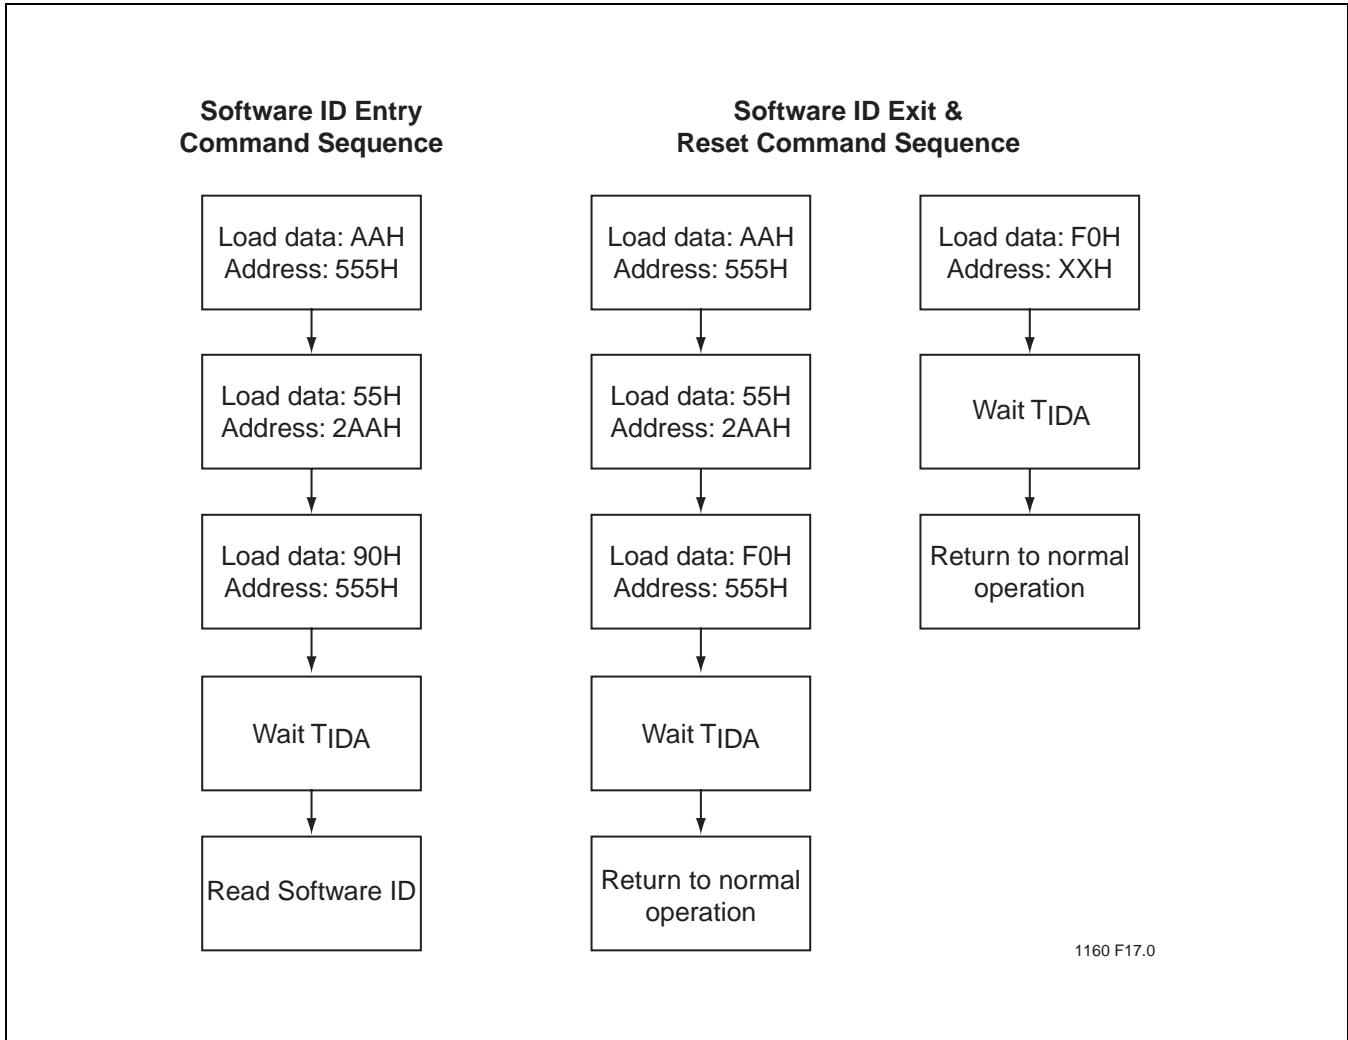 Software ID Entry
Command Sequence
Load data: AAH
Address: 555H
Load data: 55H
Address: 2AAH
Load data: 90H
Address: 555H
Wait TIDA
Read Software ID
Software ID Exit &
Reset Command Sequence
Load data: AAH
Address: 555H
Load data: 55H
Address: 2AAH
Load data: F0H
Address: 555H
Wait TIDA
Return to normal
operation
Load data: F0H
Address: XXH
Wait TIDA
Return to normal
operation
1160 F17.0